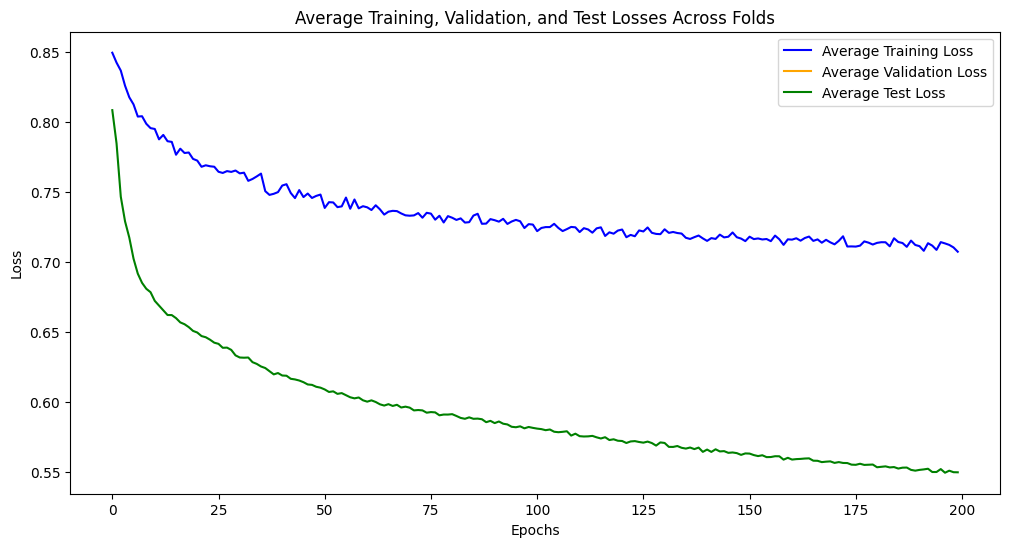 Average Training, Validation, and Test Losses Across Folds
Average Training Loss
Average Validation Loss
Average Test Loss
Loss
0.85
0.80
0.75
0.70
0.65
0.60
0.55
0 25 50 75 100 125 150 175 200
Epochs